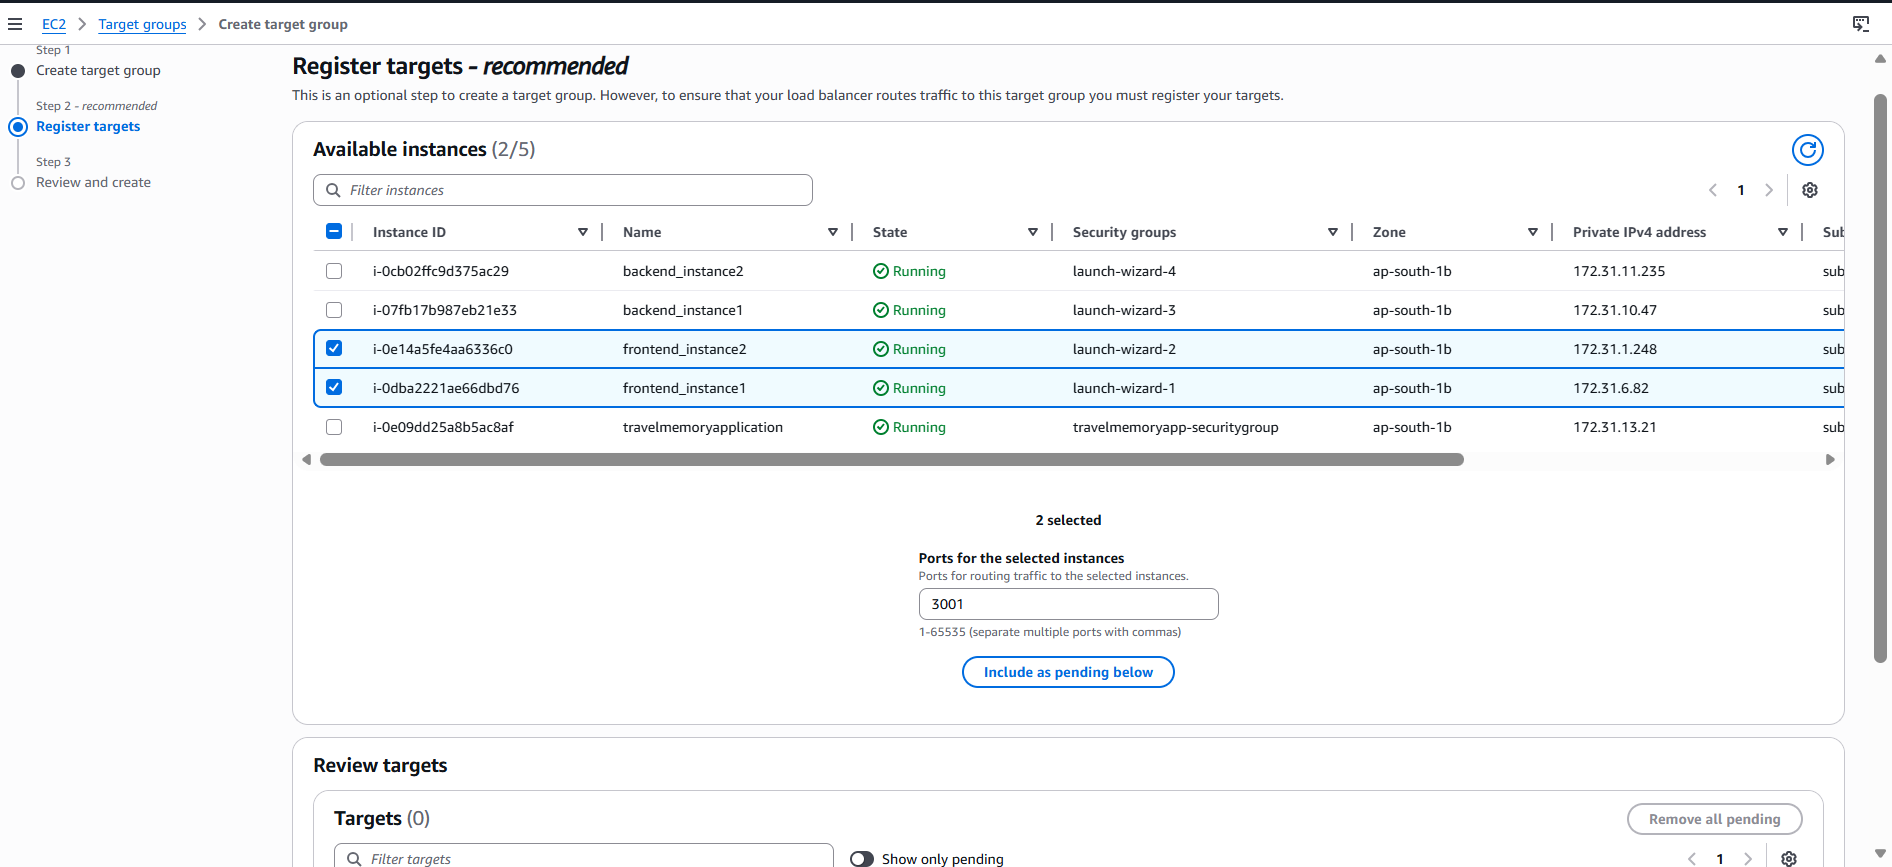 EC2 > Target groups > Create target group
Step 1
Create target group
Step 2 - recommended
Register targets
Step 3
Review and create
Register targets - recommended
This is an optional step to create a target group. However, to ensure that your load balancer routes traffic to this target group you must register your targets.
Available instances (2/5)
Filter instances
1
Instance ID Name State Security groups Zone Private IPv4 address Sub
i-0cb02ffc9d375ac29 backend_instance2 Running launch-wizard-4 ap-south-1b 172.31.11.235 sub
i-07fb17b987eb21e33 backend_instance1 Running launch-wizard-3 ap-south-1b 172.31.10.47 sub
i-0e14a5fe4aa6336c0 frontend_instance2 Running launch-wizard-2 ap-south-1b 172.31.1.248 sub
i-0dba2221ae66dbd76 frontend_instance1 Running launch-wizard-1 ap-south-1b 172.31.6.82 sub
i-0e09dd25a8b5ac8af travelmemoryapplication Running travelmemoryapp-securitygroup ap-south-1b 172.31.13.21 sub
2 selected
Ports for the selected instances
Ports for routing traffic to the selected instances.
3001
1-65535 (separate multiple ports with commas)
Include as pending below
Review targets
Targets (0)
Remove all pending
Filter targets
Show only pending
1